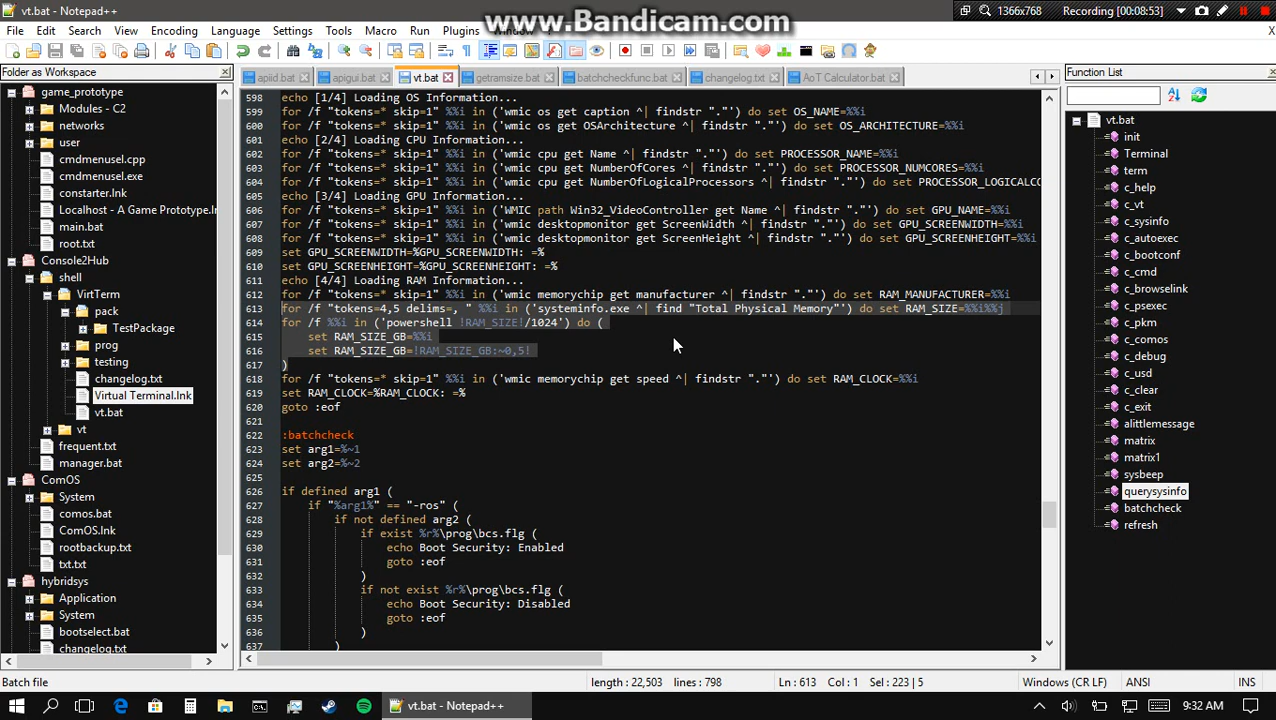 vt.bat - Notepad++
www.Bandicam.com
1366x768
Recording [00:08:53]
File Edit Search View Encoding Language Settings Tools Macro Run Plugins Window
Folder as Workspace
game_prototype
Modules - C2
networks
user
cmdmenusel.cpp
cmdmenusel.exe
constarter.lnk
Localhost - A Game Prototype.lnk
main.bat
root.txt
Console2Hub
shell
VirtTerm
pack
TestPackage
prog
testing
changelog.txt
Virtual Terminal.lnk
vt.bat
vt
frequent.txt
manager.bat
ComOS
System
comos.bat
ComOS.lnk
rootbackup.txt
txt.txt
hybridsys
Application
System
bootselect.bat
changelog.txt
apiid.bat apigui.bat vt.bat getramsize.bat batchcheckfunc.bat changelog.txt AoT Calculator.bat
598 echo [1/4] Loading OS Information...
599 for /f "tokens=* skip=1" %%i in ('wmic os get caption ^| findstr "."') do set OS_NAME=%%i
600 for /f "tokens=* skip=1" %%i in ('wmic os get OSArchitecture ^| findstr "."') do set OS_ARCHITECTURE=%%i
601 echo [2/4] Loading CPU Information...
602 for /f "tokens=* skip=1" %%i in ('wmic cpu get Name ^| findstr "."') do set PROCESSOR_NAME=%%i
603 for /f "tokens=* skip=1" %%i in ('wmic cpu get NumberOfCores ^| findstr "."') do set PROCESSOR_NUMCORES=%%i
604 for /f "tokens=* skip=1" %%i in ('wmic cpu get NumberOfLogicalProcessors ^| findstr "."') do set PROCESSOR_LOGICALCO
605 echo [3/4] Loading GPU Information...
606 for /f "tokens=* skip=1" %%i in ('WMIC path Win32_VideoController get Name ^| findstr "."') do set GPU_NAME=%%i
607 for /f "tokens=* skip=1" %%i in ('wmic desktopmonitor get ScreenWidth ^| findstr "."') do set GPU_SCREENWIDTH=%%i
608 for /f "tokens=* skip=1" %%i in ('wmic desktopmonitor get ScreenHeight ^| findstr "."') do set GPU_SCREENHEIGHT=%%i
609 set GPU_SCREENWIDTH=%GPU_SCREENWIDTH: =%
610 set GPU_SCREENHEIGHT=%GPU_SCREENHEIGHT: =%
611 echo [4/4] Loading RAM Information...
612 for /f "tokens=* skip=1" %%i in ('wmic memorychip get manufacturer ^| findstr "."') do set RAM_MANUFACTURER=%%i
613 for /f "tokens=4,5 delims=, " %%i in ('systeminfo.exe ^| find "Total Physical Memory"') do set RAM_SIZE=%%i%%j
614 for /f %%i in ('powershell !RAM_SIZE!/1024') do (
615 set RAM_SIZE_GB=%%i
616 set RAM_SIZE_GB=!RAM_SIZE_GB:~0,5!
617 )
618 for /f "tokens=* skip=1" %%i in ('wmic memorychip get speed ^| findstr "."') do set RAM_CLOCK=%%i
619 set RAM_CLOCK=%RAM_CLOCK: =%
620 goto :eof
621
622 :batchcheck
623 set arg1=%~1
624 set arg2=%~2
625
626 if defined arg1 (
627 if "%arg1%" == "-ros" (
628 if not defined arg2 (
629 if exist %r%\prog\bcs.flg (
630 echo Boot Security: Enabled
631 goto :eof
632 )
633 if not exist %r%\prog\bcs.flg (
634 echo Boot Security: Disabled
635 goto :eof
636 )
637 )
Function List
vt.bat
init
Terminal
term
c_help
c_vt
c_sysinfo
c_autoexec
c_bootconf
c_cmd
c_browselink
c_psexec
c_pkm
c_comos
c_debug
c_usd
c_clear
c_exit
alittlemessage
matrix
matrix1
sysbeep
querysysinfo
batchcheck
refresh
Batch file
length : 22,503 lines : 798
Ln : 613 Col : 1 Sel : 223 | 5
Windows (CR LF)
ANSI
INS
vt.bat - Notepad++
9:32 AM